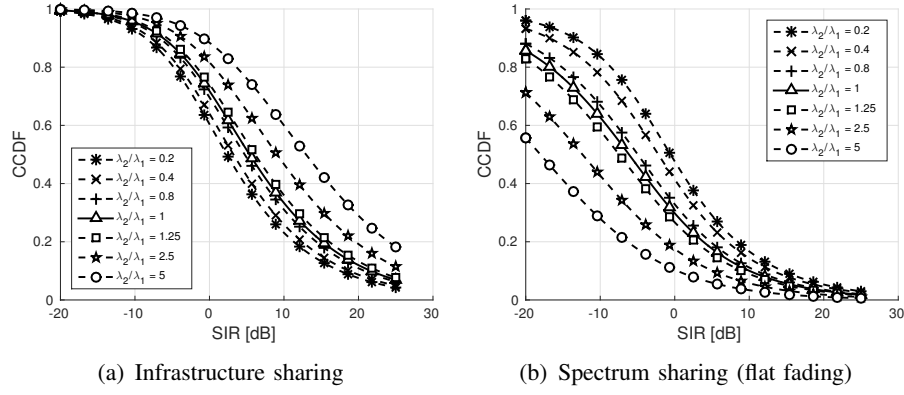 1
0.8
0.6
0.4
0.2
0
CCDF
λ2/λ1 = 0.2
λ2/λ1 = 0.4
λ2/λ1 = 0.8
λ2/λ1 = 1
λ2/λ1 = 1.25
λ2/λ1 = 2.5
λ2/λ1 = 5
-20 -10 0 10 20 30
SIR [dB]
(a) Infrastructure sharing
1
0.8
0.6
0.4
0.2
0
CCDF
λ2/λ1 = 0.2
λ2/λ1 = 0.4
λ2/λ1 = 0.8
λ2/λ1 = 1
λ2/λ1 = 1.25
λ2/λ1 = 2.5
λ2/λ1 = 5
-20 -10 0 10 20 30
SIR [dB]
(b) Spectrum sharing (flat fading)